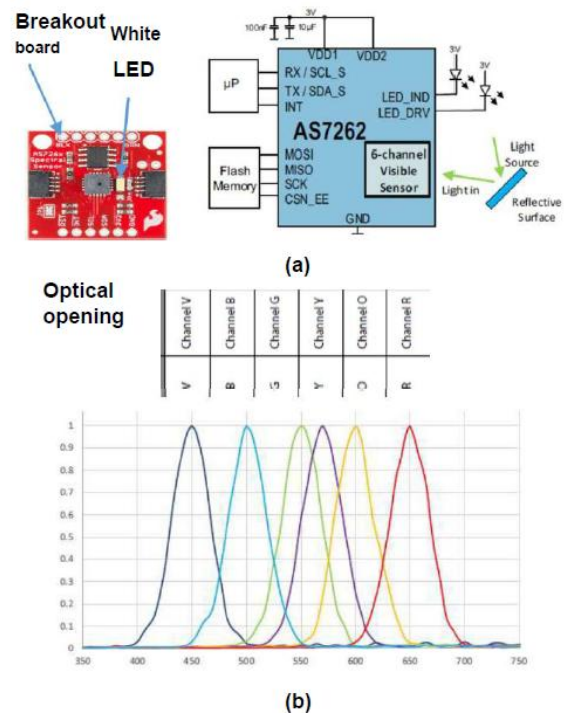 Breakout White
board LED
3V
100nF 10µF
VDD1 VDD2
RX / SCL_S
TX / SDA_S
INT
µP
3V
3V
LED_IND
LED_DRV
AS7262
MOSI
MISO
SCK
CSN_EE
Flash
Memory
6-channel
Visible
Sensor
Light in
Light
Source
Reflective
Surface
GND
AS726x
Spectral
Sensor
(a)
Optical
opening
Channel V
Channel B
Channel G
Channel Y
Channel O
Channel R
V
B
G
Y
O
R
1
0.9
0.8
0.7
0.6
0.5
0.4
0.3
0.2
0.1
0
350 400 450 500 550 600 650 700 750
(b)